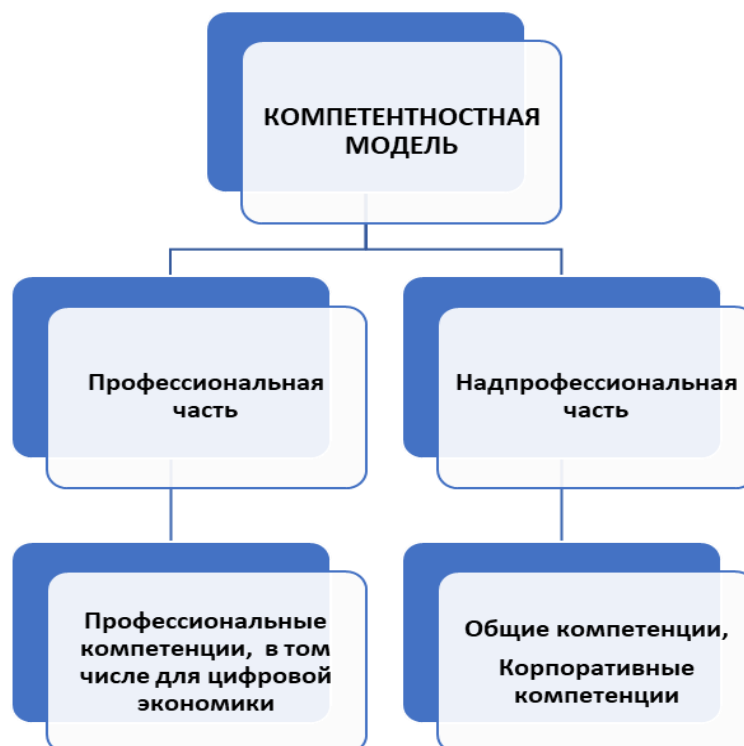 КОМПЕТЕНТНОСТНАЯ
МОДЕЛЬ
Профессиональная
часть
Надпрофессиональная
часть
Профессиональные
компетенции, в том
числе для цифровой
экономики
Общие компетенции,
Корпоративные
компетенции